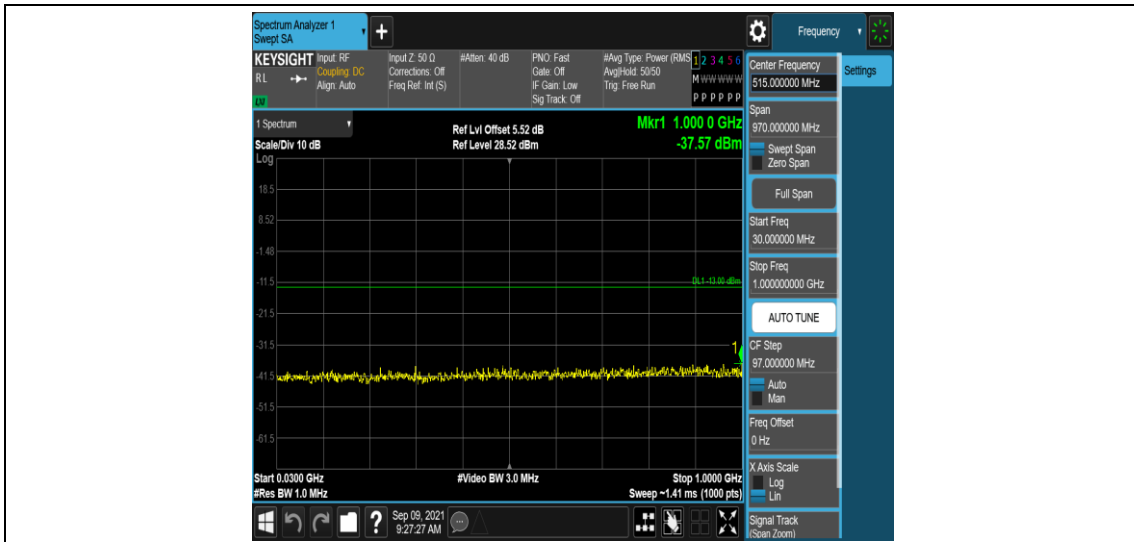 Spectrum Analyzer 1
Swept SA
+
Frequency
KEYSIGHT
RL
LXI
Input: RF
Coupling: DC
Align: Auto
Input Z: 50 Ω
Corrections: Off
Freq Ref: Int (S)
#Atten: 40 dB
PNO: Fast
Gate: Off
IF Gain: Low
Sig Track: Off
#Avg Type: Power (RMS
Avg|Hold: 50/50
Trig: Free Run
1 2 3 4 5 6
M W W W W W
P P P P P P
1 Spectrum
Scale/Div 10 dB
Ref Lvl Offset 5.52 dB
Ref Level 28.52 dBm
Mkr1 1.000 0 GHz
-37.57 dBm
Log
18.5
8.52
-1.48
-11.5
DL1 -13.00 dBm
-21.5
-31.5
1
-41.5
-51.5
-61.5
Start 0.0300 GHz
#Res BW 1.0 MHz
#Video BW 3.0 MHz
Stop 1.0000 GHz
Sweep ~1.41 ms (1000 pts)
Sep 09, 2021
9:27:27 AM
?
Center Frequency
515.000000 MHz
Settings
Span
970.000000 MHz
Swept Span
Zero Span
Full Span
Start Freq
30.000000 MHz
Stop Freq
1.000000000 GHz
AUTO TUNE
CF Step
97.000000 MHz
Auto
Man
Freq Offset
0 Hz
X Axis Scale
Log
Lin
Signal Track
(Span Zoom)